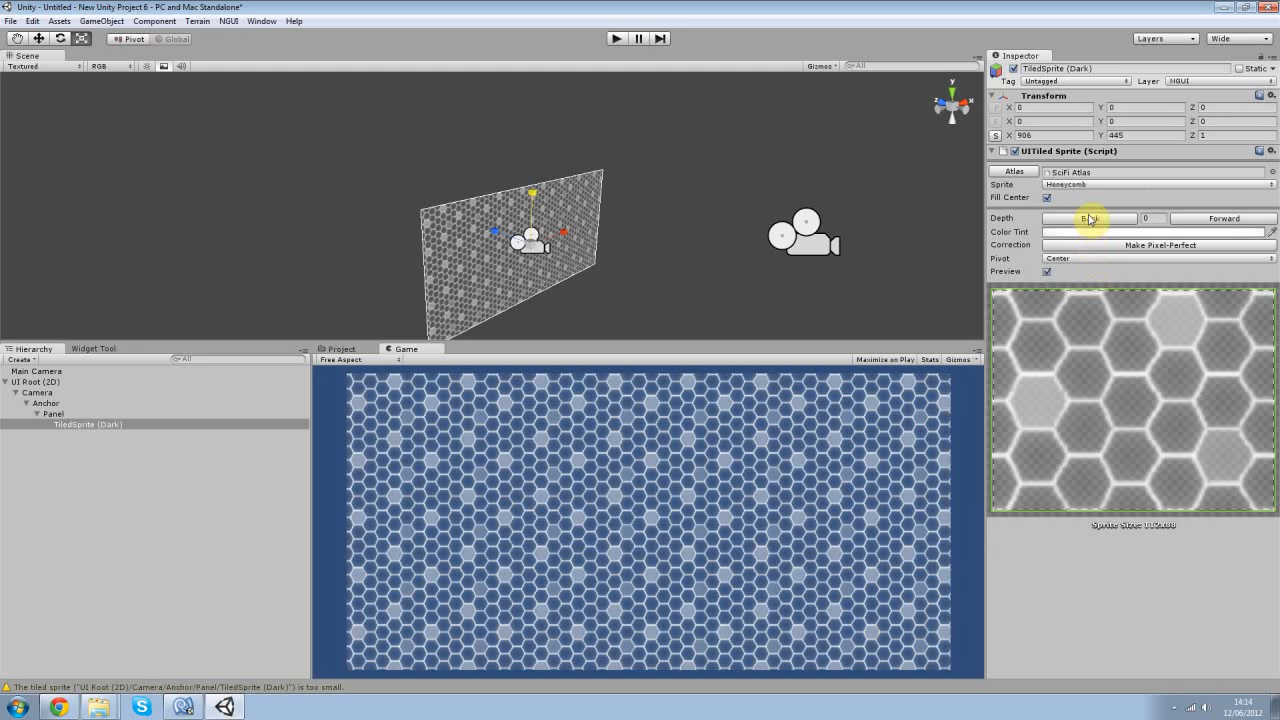 Unity - Untitled - New Unity Project 6 - PC and Mac Standalone*
File Edit Assets GameObject Component Terrain NGUI Window Help
Pivot Global Layers Wide
Scene
Textured RGB Gizmos All
y
z x
Inspector
TiledSprite (Dark) Static
Tag Untagged Layer NGUI
Transform
P X 0 Y 0 Z 0
R X 0 Y 0 Z 0
S X 906 Y 445 Z 1
UITiled Sprite (Script)
Atlas SciFi Atlas
Sprite Honeycomb
Fill Center
Depth Back 0 Forward
Color Tint
Correction Make Pixel-Perfect
Pivot Center
Preview
Sprite Size: 112x88
Hierarchy Widget Tool
Create All
Main Camera
UI Root (2D)
Camera
Anchor
Panel
TiledSprite (Dark)
Project Game
Free Aspect Maximize on Play Stats Gizmos
The tiled sprite ("UI Root (2D)/Camera/Anchor/Panel/TiledSprite (Dark)") is too small.
14:14
12/06/2012